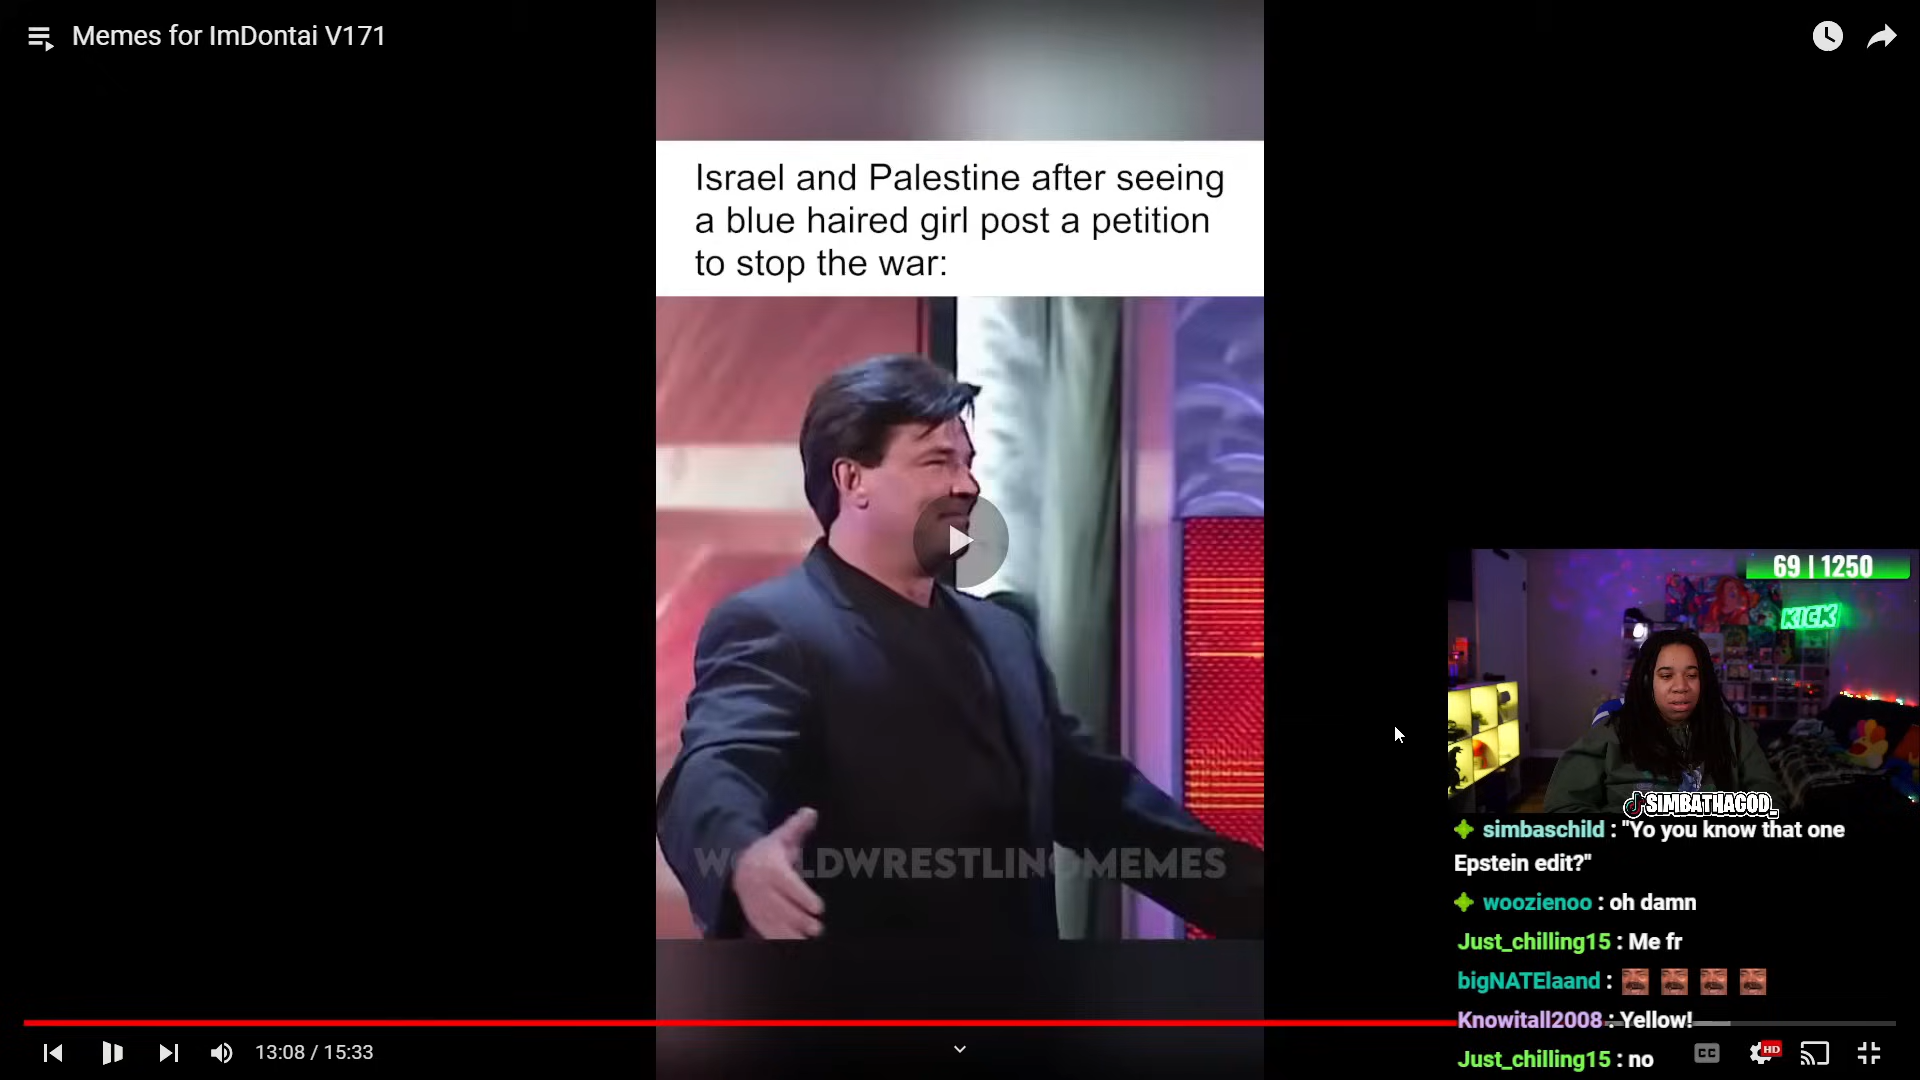 Memes for ImDontai V171
Israel and Palestine after seeing
a blue haired girl post a petition
to stop the war:
WORLDWRESTLINGMEMES
69 | 1250
KICK
SIMBATHAGOD_
simbaschild : "Yo you know that one
Epstein edit?"
woozienoo : oh damn
Just_chilling15 : Me fr
bigNATElaand :
Knowitall2008 : Yellow!
Just_chilling15 : no
13:08 / 15:33
CC
HD